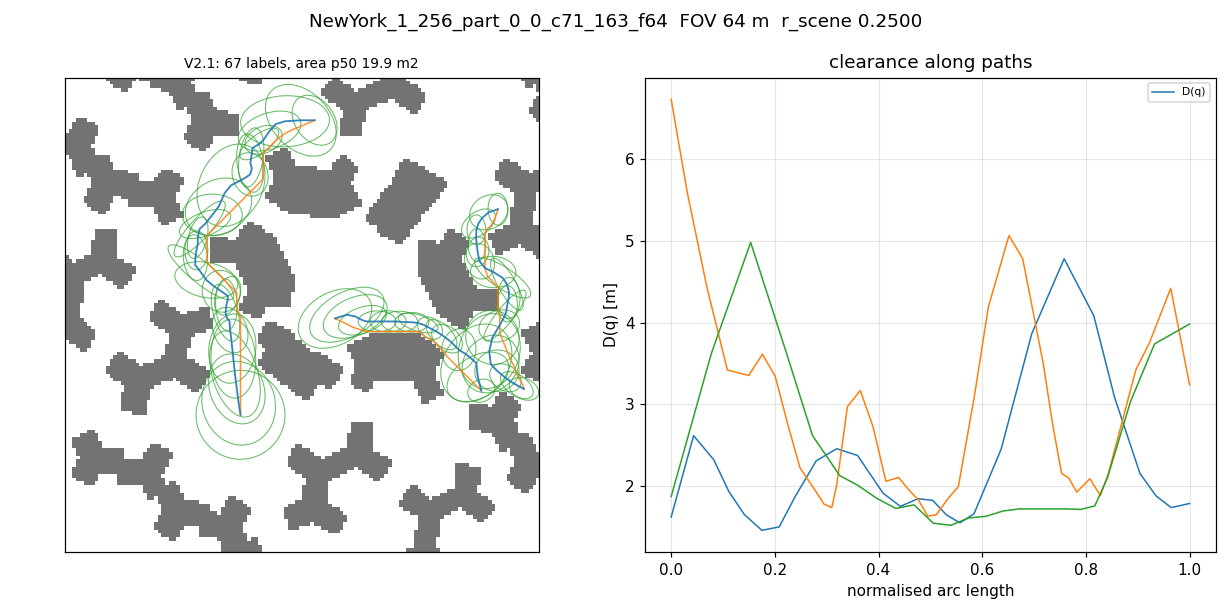 NewYork_1_256_part_0_0_c71_163_f64  FOV 64 m  r_scene 0.2500
V2.1: 67 labels, area p50 19.9 m2
clearance along paths
D(q)
D(q) [m]
6
5
4
3
2
0.0 0.2 0.4 0.6 0.8 1.0
normalised arc length